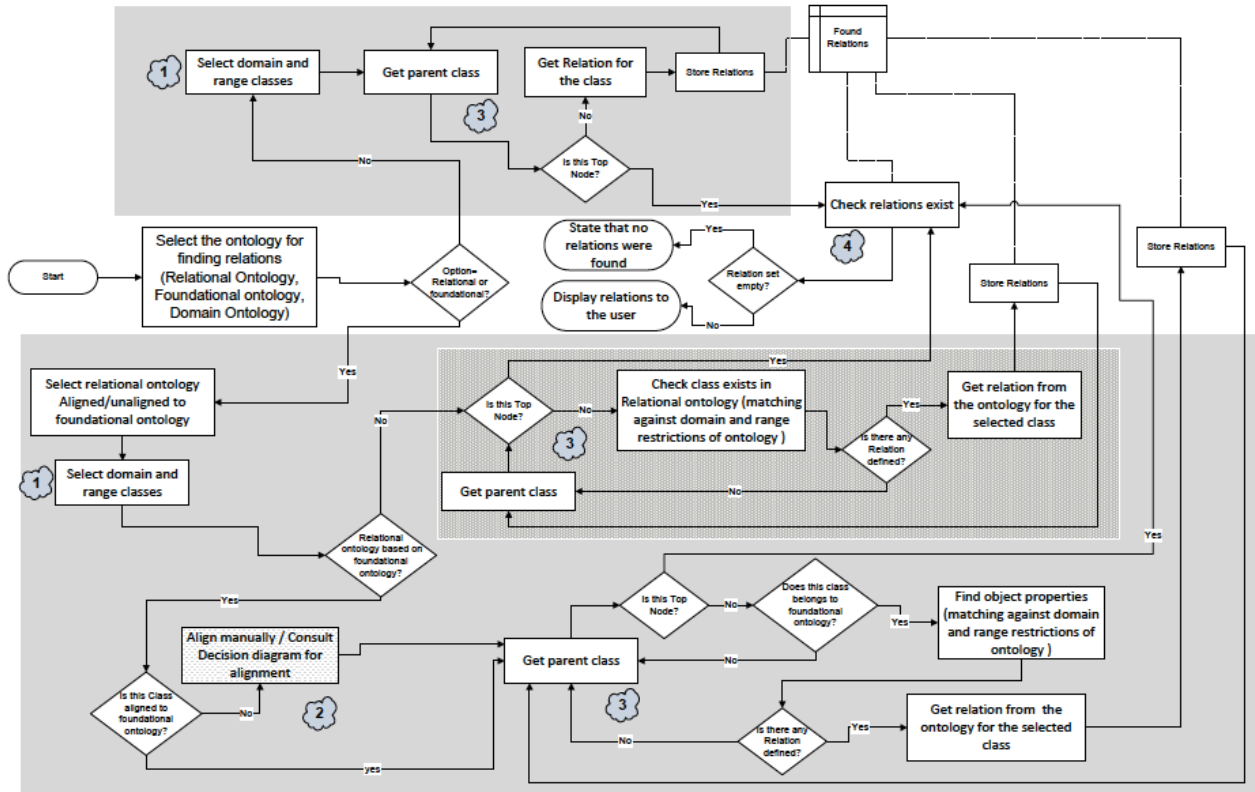 Found
Relations
1
Select domain and
range classes
Get parent class
Get Relation for
the class
Store Relations
3
No
Is this Top
Node?
No
Yes
Check relations exist
4
State that no
relations were
found
Yes
Relation set
empty?
No
Display relations to
the user
Start
Select the ontology for
finding relations
(Relational Ontology,
Foundational ontology,
Domain Ontology)
Option=
Relational or
foundational?
Store Relations
Store Relations
Yes
Select relational ontology
Aligned/unaligned to
foundational ontology
1
Select domain and
range classes
No
Relational
ontology based on
foundational
ontology?
Yes
Yes
Is this Top
Node?
No
Check class exists in
Relational ontology (matching
against domain and range
restrictions of ontology )
3
Is there any
Relation
defined?
Yes
Get relation from
the ontology for the
selected class
No
Get parent class
Yes
Is this Top
Node?
No
Does this class
belongs to
foundational
ontology?
Yes
Find object properties
(matching against domain
and range restrictions of
ontology )
No
Align manually / Consult
Decision diagram for
alignment
Get parent class
Is this Class
aligned to
foundational
ontology?
No
2
3
yes
No
Is there any
Relation
defined?
Yes
Get relation from  the
ontology for the selected
class